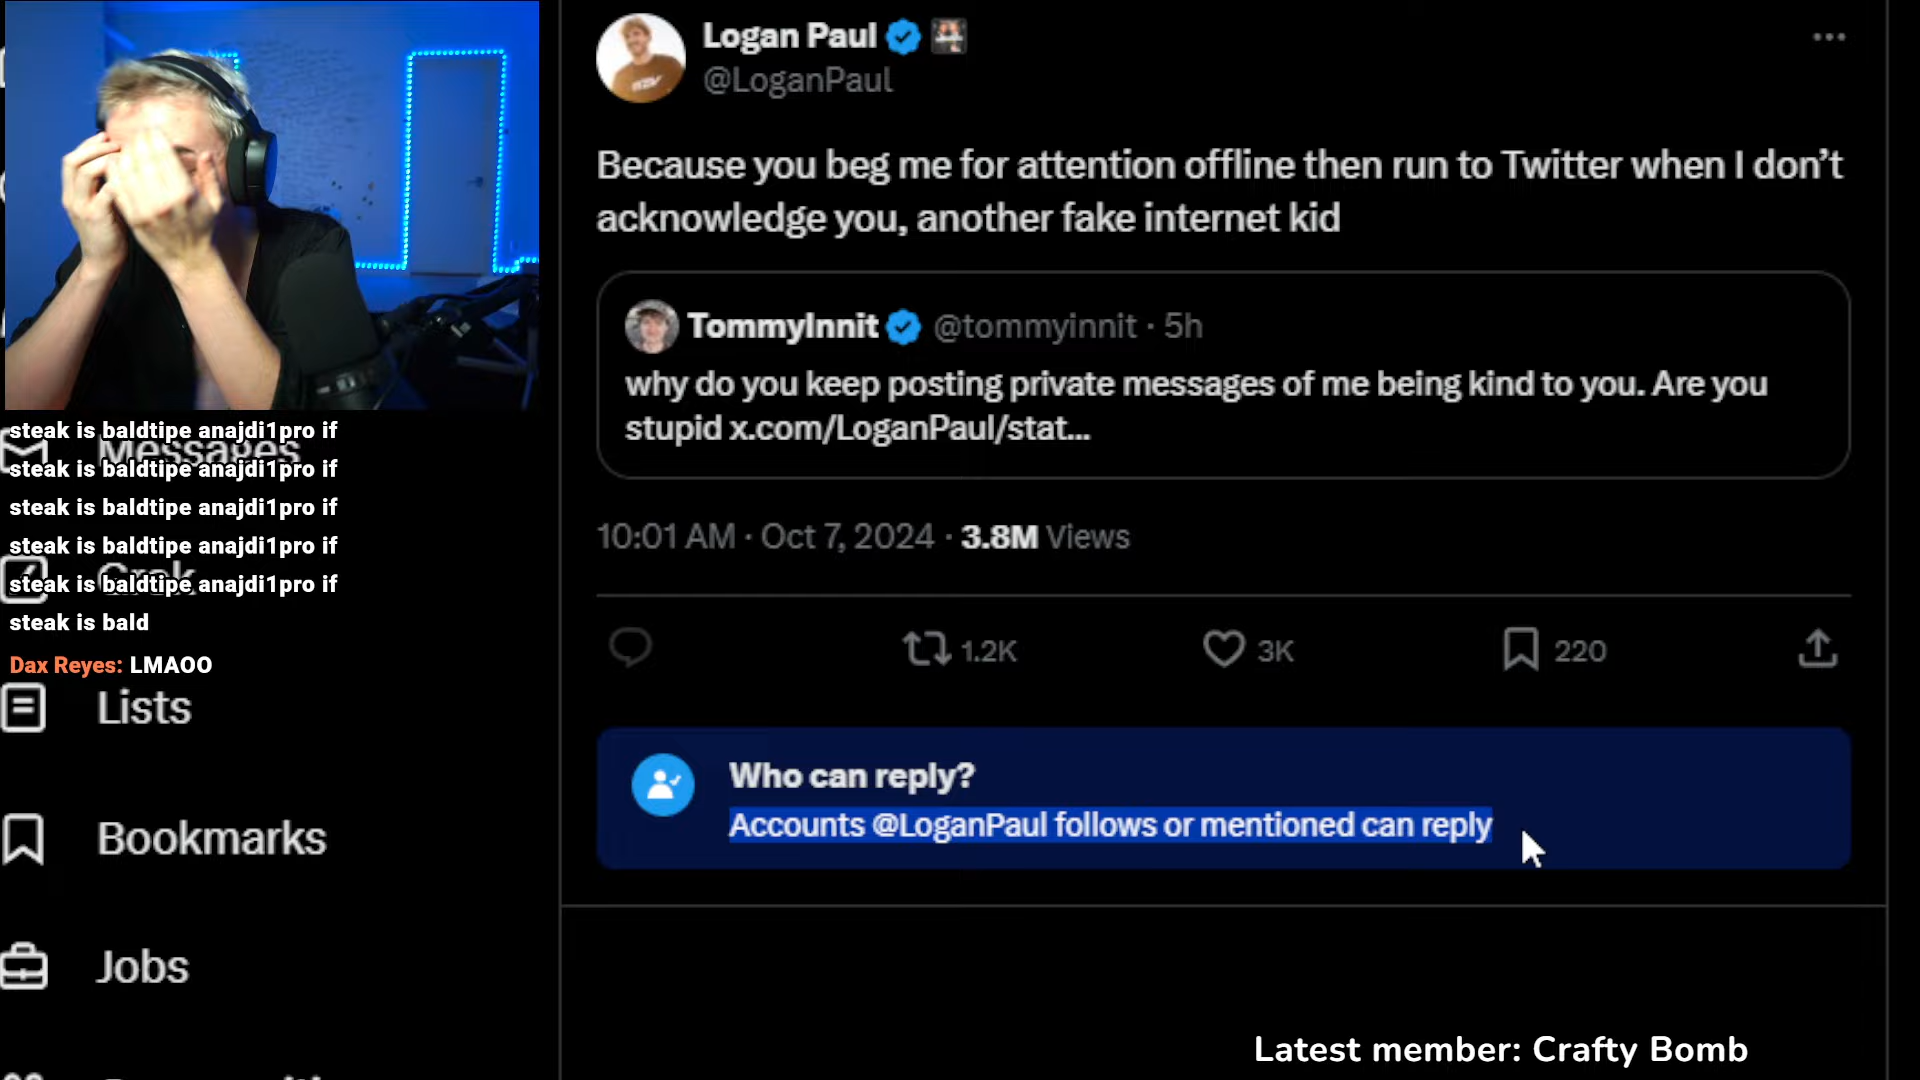 Logan Paul
@LoganPaul
Because you beg me for attention offline then run to Twitter when I don’t
acknowledge you, another fake internet kid
TommyInnit @tommyinnit · 5h
why do you keep posting private messages of me being kind to you. Are you
stupid x.com/LoganPaul/stat...
10:01 AM · Oct 7, 2024 · 3.8M Views
1.2K
3K
220
Who can reply?
Accounts @LoganPaul follows or mentioned can reply
steak is baldtipe anajdi1pro if
Messages
steak is baldtipe anajdi1pro if
steak is baldtipe anajdi1pro if
steak is baldtipe anajdi1pro if
Grok
steak is baldtipe anajdi1pro if
steak is bald
Dax Reyes: LMAOO
Lists
Bookmarks
Jobs
Latest member: Crafty Bomb